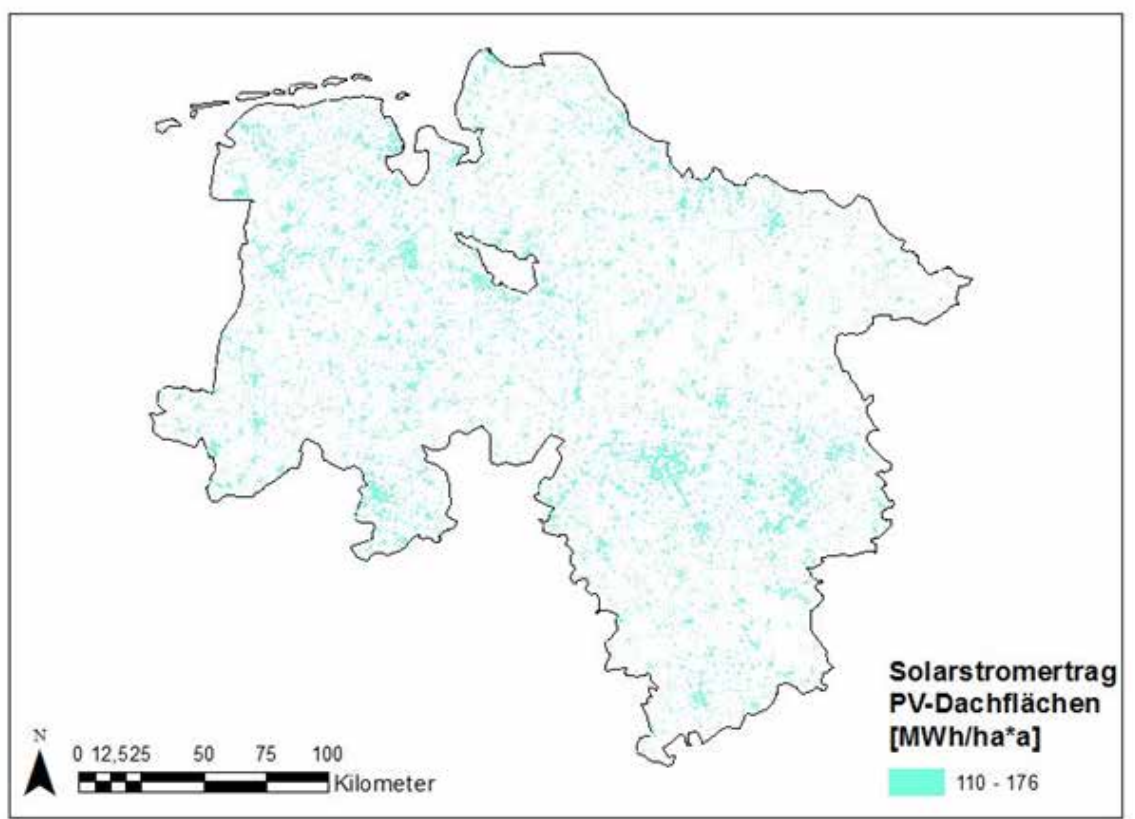 Solarstromertrag
PV-Dachflächen
[MWh/ha*a]
110 - 176
N
0 12,525 50 75 100
Kilometer